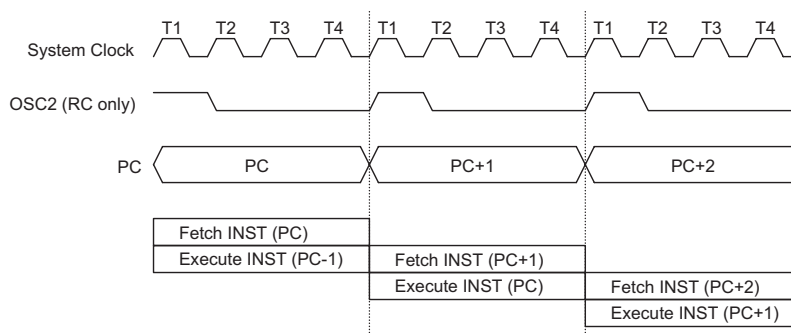 T1 T2 T3 T4 T1 T2 T3 T4 T1 T2 T3 T4
System Clock
OSC2 (RC only)
PC PC PC+1 PC+2
Fetch INST (PC)
Execute INST (PC-1) Fetch INST (PC+1)
Execute INST (PC) Fetch INST (PC+2)
Execute INST (PC+1)